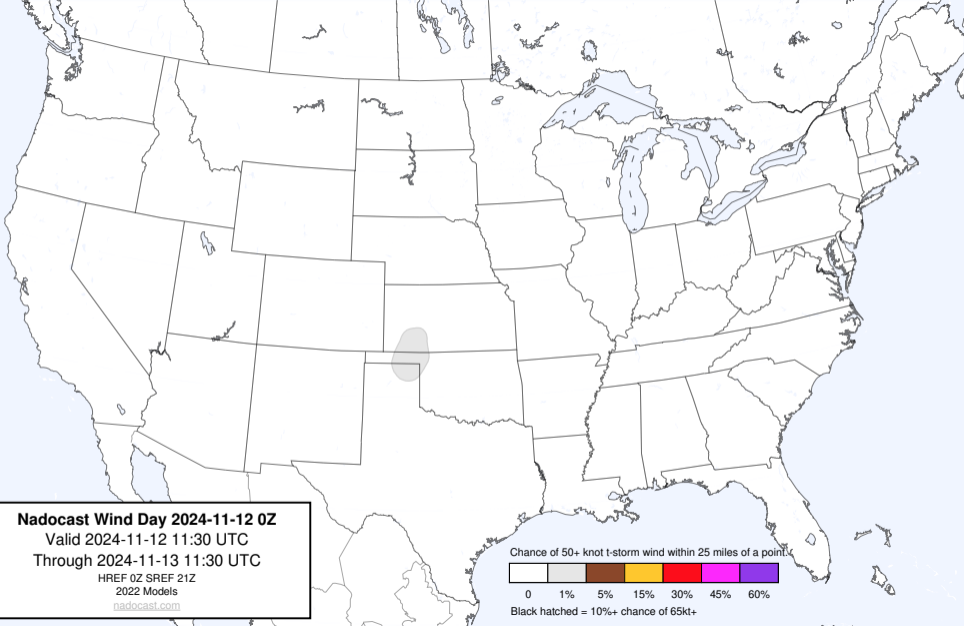 Nadocast Wind Day 2024-11-12 0Z
Valid 2024-11-12 11:30 UTC
Through 2024-11-13 11:30 UTC
HREF 0Z SREF 21Z
2022 Models
nadocast.com
Chance of 50+ knot t-storm wind within 25 miles of a point.
0 1% 5% 15% 30% 45% 60%
Black hatched = 10%+ chance of 65kt+